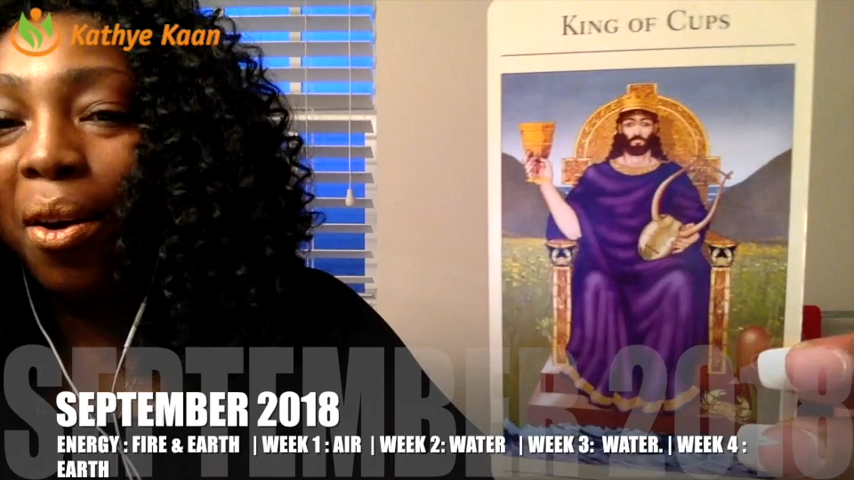 Kathye Kaan
KING OF CUPS
SEPTEMBER 2018
SEPTEMBER 2018
ENERGY : FIRE & EARTH | WEEK 1 : AIR | WEEK 2: WATER | WEEK 3: WATER. | WEEK 4 :
EARTH